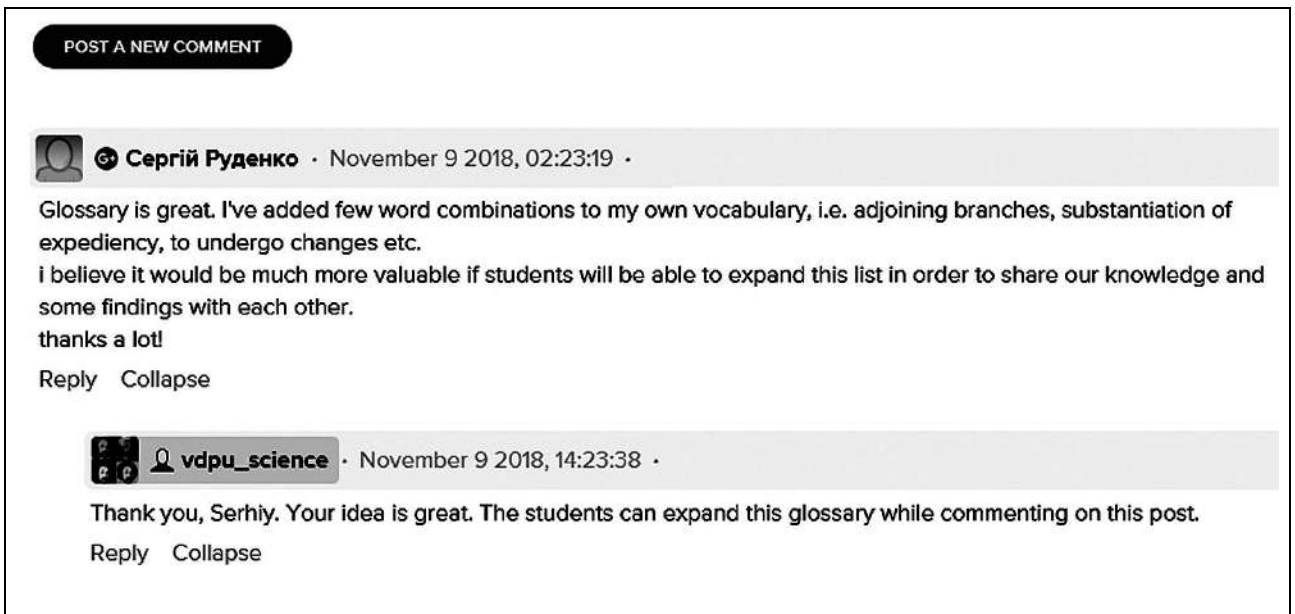 POST A NEW COMMENT
Сергій Руденко · November 9 2018, 02:23:19 ·
Glossary is great. I've added few word combinations to my own vocabulary, i.e. adjoining branches, substantiation of
expediency, to undergo changes etc.
i believe it would be much more valuable if students will be able to expand this list in order to share our knowledge and
some findings with each other.
thanks a lot!
Reply Collapse
vdpu_science · November 9 2018, 14:23:38 ·
Thank you, Serhiy. Your idea is great. The students can expand this glossary while commenting on this post.
Reply Collapse